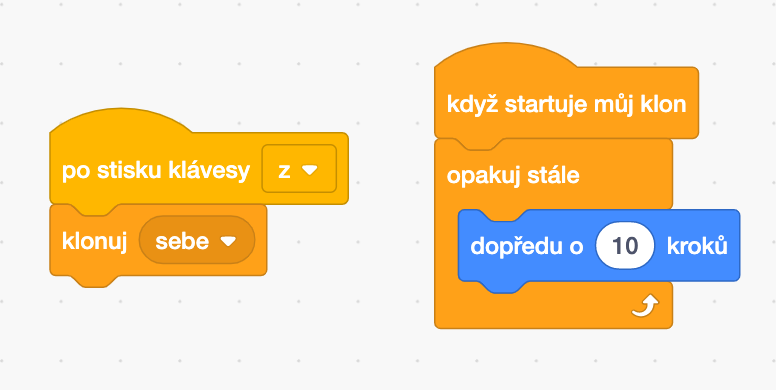 po stisku klávesy z
klonuj sebe
když startuje můj klon
opakuj stále
dopředu o 10 kroků